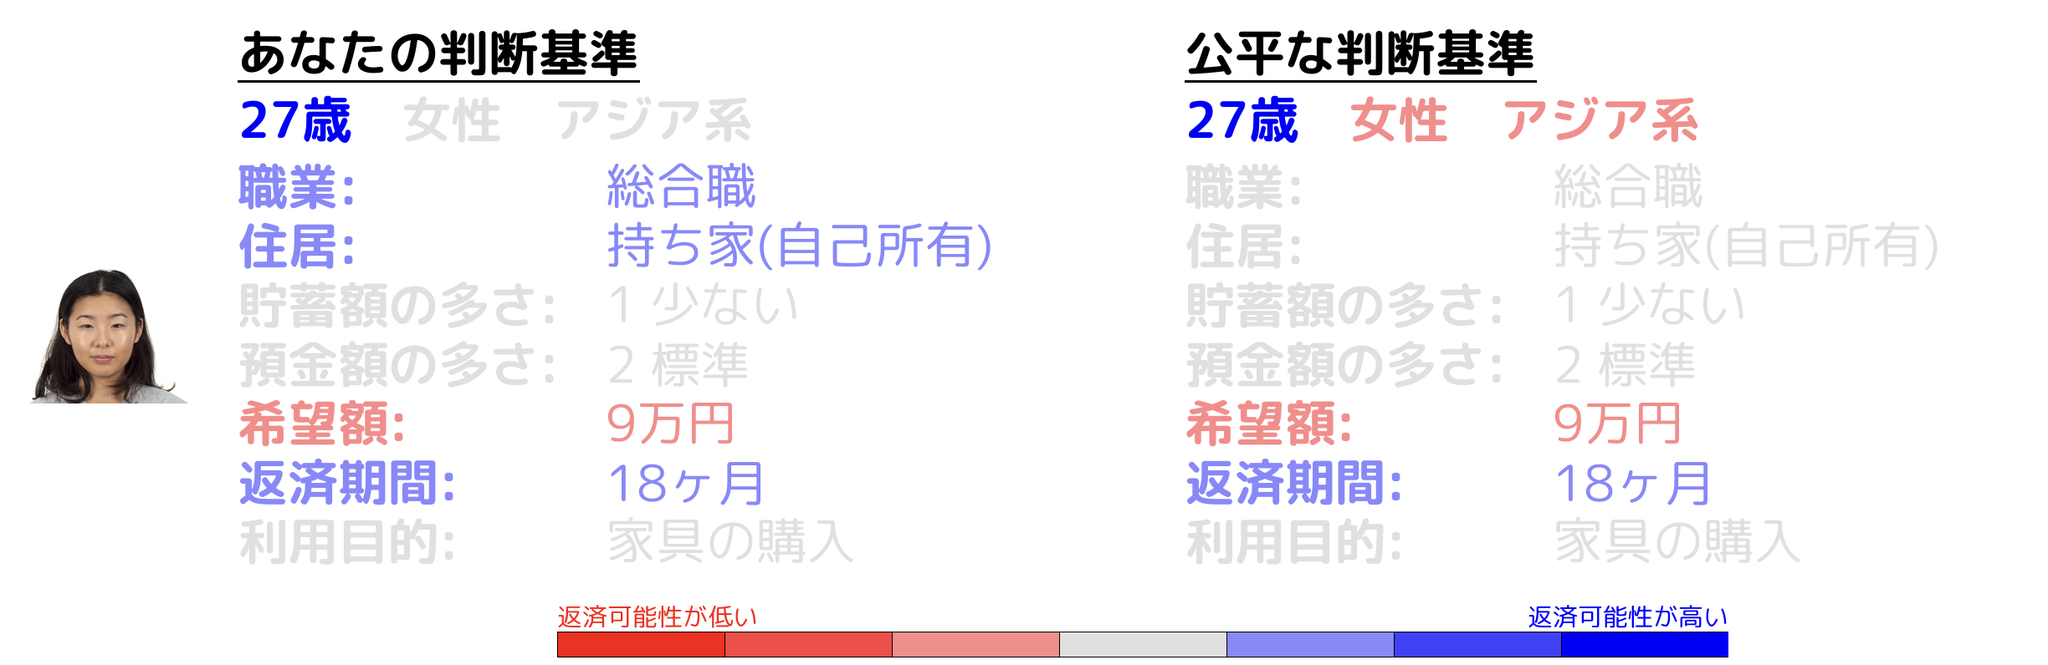 あなたの判断基準
27歳 女性 アジア系
職業: 総合職
住居: 持ち家(自己所有)
貯蓄額の多さ: 1 少ない
預金額の多さ: 2 標準
希望額: 9万円
返済期間: 18ヶ月
利用目的: 家具の購入
公平な判断基準
27歳 女性 アジア系
職業: 総合職
住居: 持ち家(自己所有)
貯蓄額の多さ: 1 少ない
預金額の多さ: 2 標準
希望額: 9万円
返済期間: 18ヶ月
利用目的: 家具の購入
返済可能性が低い
返済可能性が高い